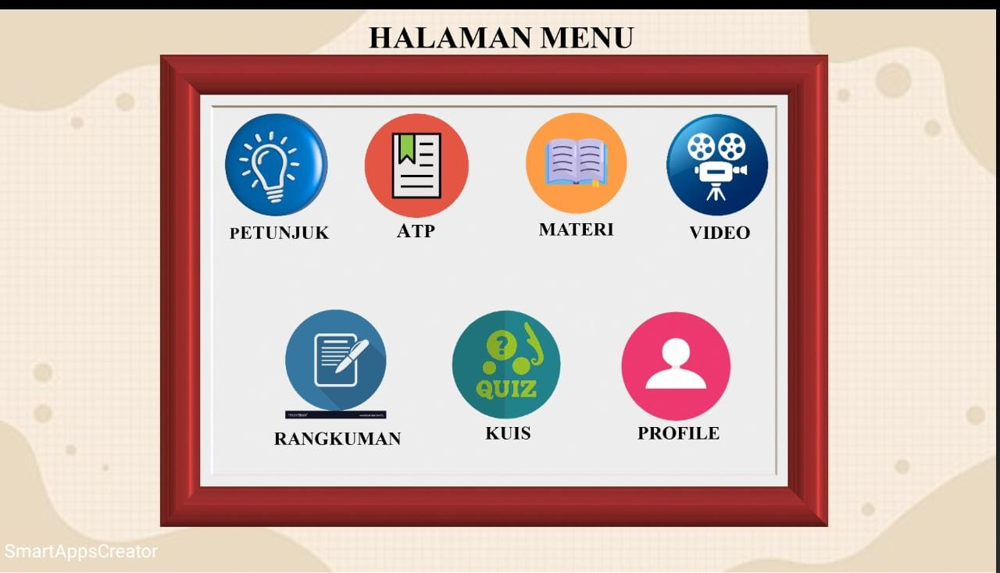 HALAMAN MENU
PETUNJUK
ATP
MATERI
VIDEO
QUIZ
RANGKUMAN
KUIS
PROFILE
SmartAppsCreator